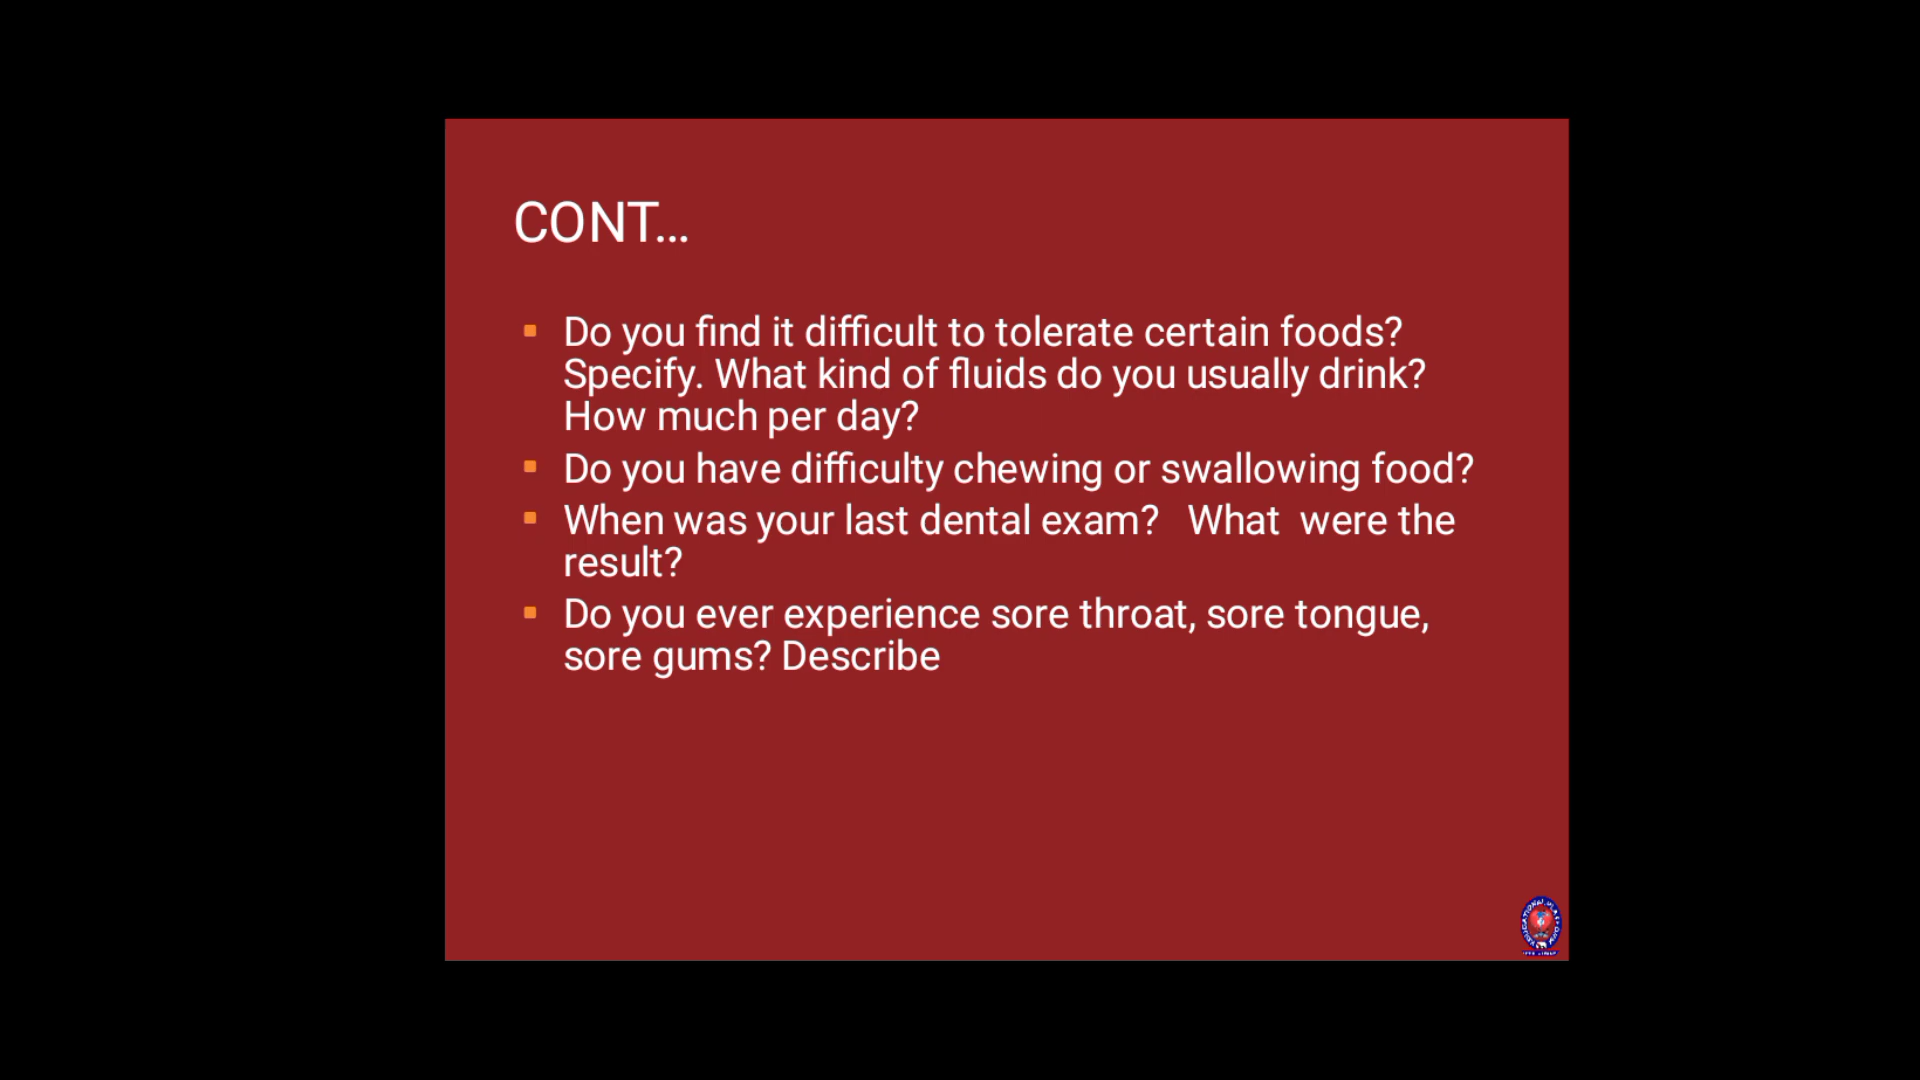 CONT...
Do you find it difficult to tolerate certain foods?
Specify. What kind of fluids do you usually drink?
How much per day?
Do you have difficulty chewing or swallowing food?
When was your last dental exam?   What  were the
result?
Do you ever experience sore throat, sore tongue,
sore gums? Describe